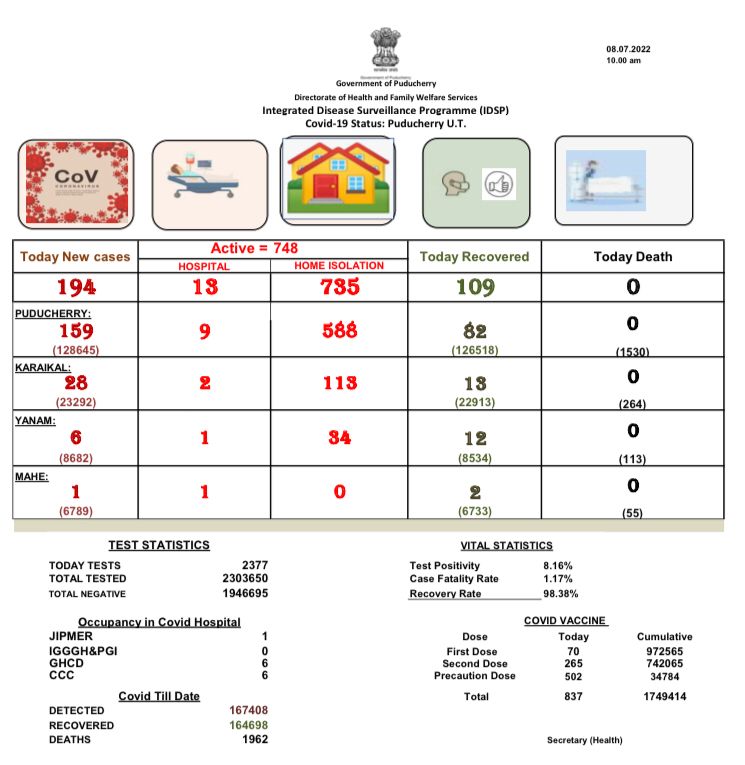 08.07.2022
10.00 am
Government of Puducherry
Government of Puducherry
Directorate of Health and Family Welfare Services
Integrated Disease Surveillance Programme (IDSP)
Covid-19 Status: Puducherry U.T.
CoV
CORONAVIRUS
Today New cases
Active = 748
HOSPITAL
HOME ISOLATION
Today Recovered
Today Death
194 13 735 109 0
PUDUCHERRY:
159 9 588 82 0
(128645) (126518) (1530)
KARAIKAL:
28 2 113 13 0
(23292) (22913) (264)
YANAM:
6 1 34 12 0
(8682) (8534) (113)
MAHE:
1 1 0 2 0
(6789) (6733) (55)
TEST STATISTICS
TODAY TESTS 2377
TOTAL TESTED 2303650
TOTAL NEGATIVE 1946695
VITAL STATISTICS
Test Positivity 8.16%
Case Fatality Rate 1.17%
Recovery Rate 98.38%
Occupancy in Covid Hospital
JIPMER 1
IGGGH&PGI 0
GHCD 6
CCC 6
COVID VACCINE
Dose Today Cumulative
First Dose 70 972565
Second Dose 265 742065
Precaution Dose 502 34784
Total 837 1749414
Covid Till Date
DETECTED 167408
RECOVERED 164698
DEATHS 1962
Secretary (Health)